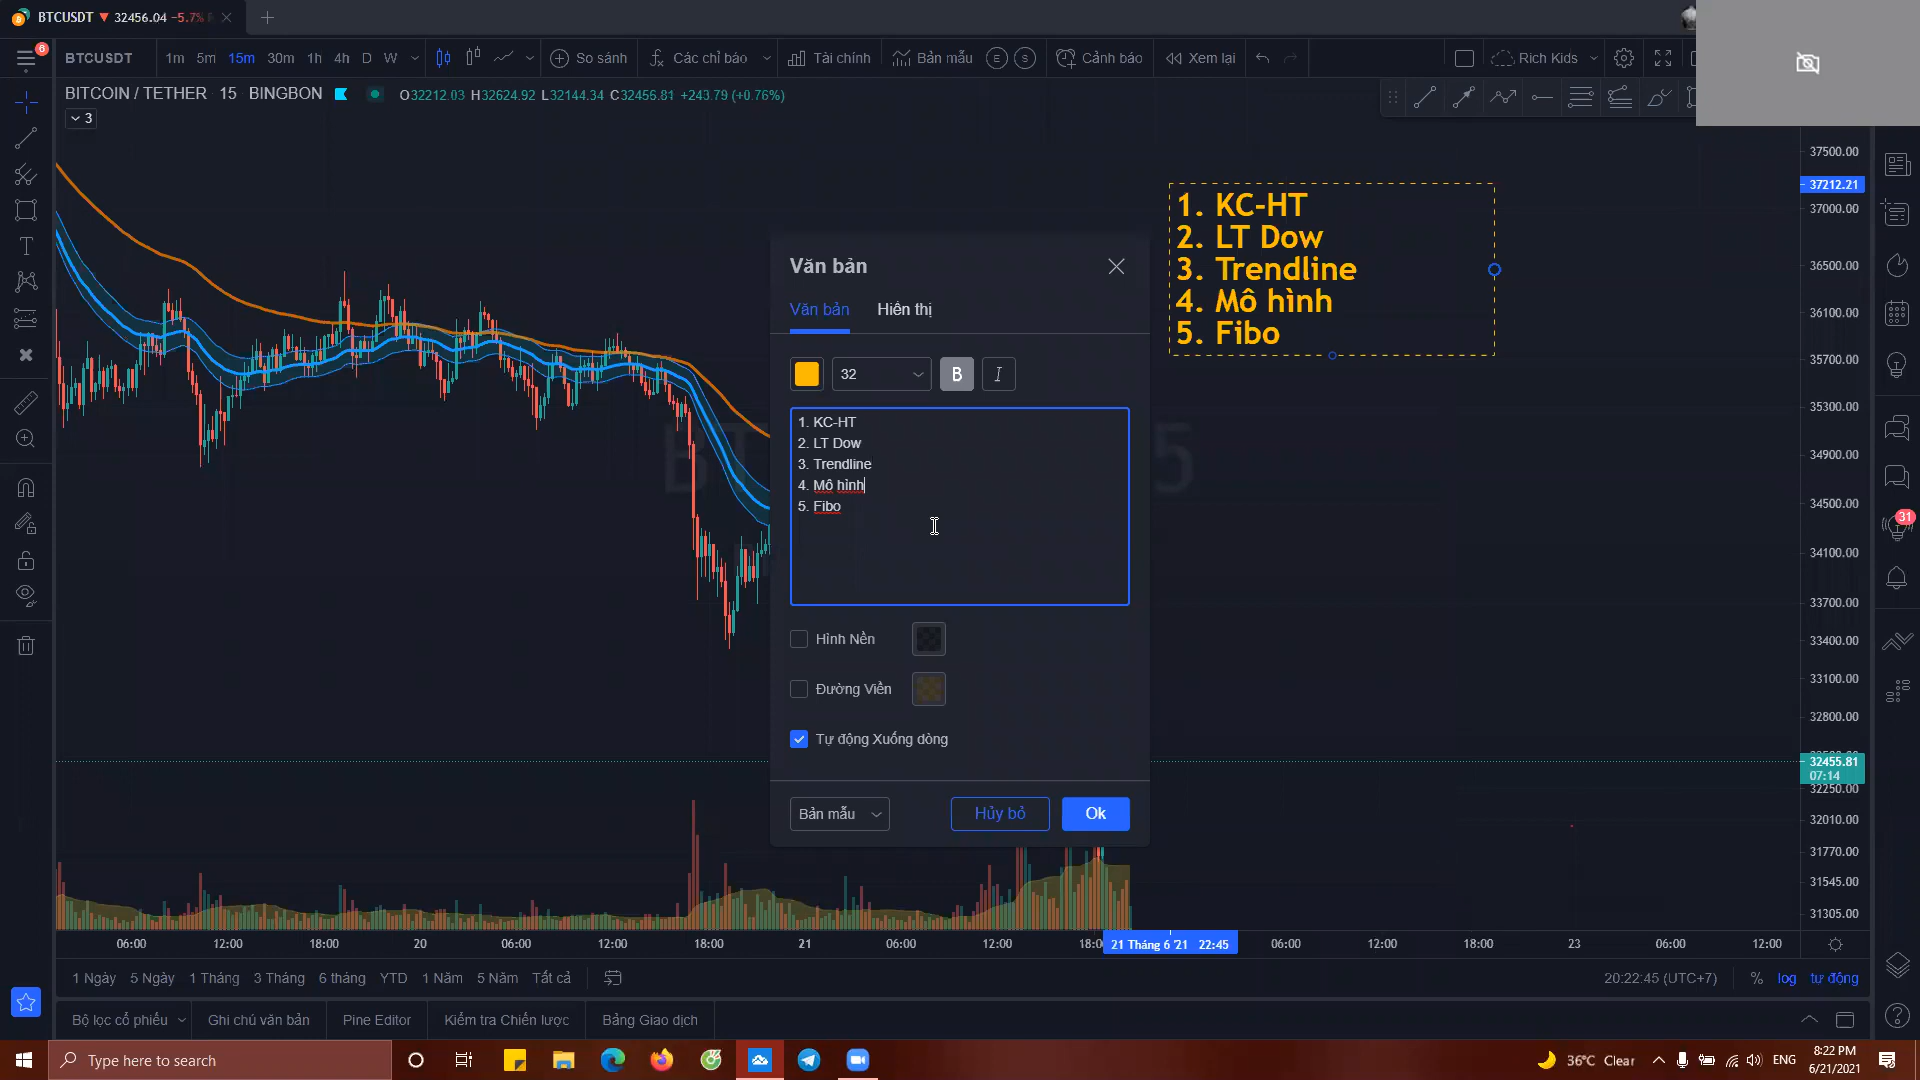 BTCUSDT ▼ 32456.04 −5.7%
6
BTCUSDT 1m 5m 15m 30m 1h 4h D W So sánh Các chỉ báo Tài chính Bản mẫu E S Cảnh báo Xem lại Rich Kids
BITCOIN / TETHER · 15 · BINGBON O32212.03 H32624.92 L32144.34 C32455.81 +243.79 (+0.76%)
3
1. KC-HT
2. LT Dow
3. Trendline
4. Mô hình
5. Fibo
Văn bản
Văn bản Hiển thị
32 B I
1. KC-HT
2. LT Dow
3. Trendline
4. Mô hình
5. Fibo
Hình Nền
Đường Viền
Tự động Xuống dòng
Bản mẫu Hủy bỏ Ok
37500.00
37212.21
37000.00
36500.00
36100.00
35700.00
35300.00
34900.00
34500.00
34100.00
33700.00
33400.00
33100.00
32800.00
32455.81
07:14
32250.00
32010.00
31770.00
31545.00
31305.00
31
06:00 12:00 18:00 20 06:00 12:00 18:00 21 06:00 12:00 18:00 21 Tháng 6 '21 22:45 06:00 12:00 18:00 23 06:00 12:00
1 Ngày 5 Ngày 1 Tháng 3 Tháng 6 tháng YTD 1 Năm 5 Năm Tất cả 20:22:45 (UTC+7) % log tự động
Bộ lọc cổ phiếu Ghi chú văn bản Pine Editor Kiểm tra Chiến lược Bảng Giao dịch
Type here to search 36°C Clear ENG 8:22 PM
6/21/2021